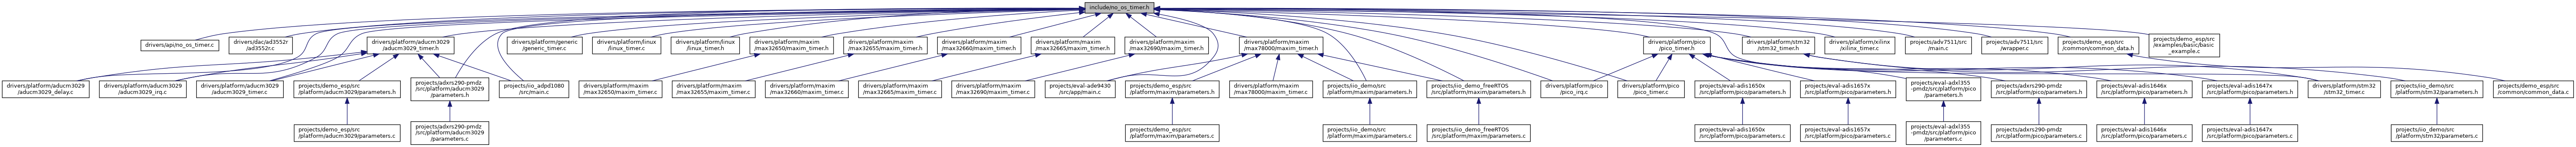 include/no_os_timer.h
drivers/api/no_os_timer.c
drivers/dac/ad3552r
/ad3552r.c
drivers/platform/aducm3029
/aducm3029_timer.h
drivers/platform/generic
/generic_timer.c
drivers/platform/linux
/linux_timer.c
drivers/platform/linux
/linux_timer.h
drivers/platform/maxim
/max32650/maxim_timer.h
drivers/platform/maxim
/max32655/maxim_timer.h
drivers/platform/maxim
/max32660/maxim_timer.h
drivers/platform/maxim
/max32665/maxim_timer.h
drivers/platform/maxim
/max32690/maxim_timer.h
drivers/platform/maxim
/max78000/maxim_timer.h
drivers/platform/pico
/pico_timer.h
drivers/platform/stm32
/stm32_timer.h
drivers/platform/xilinx
/xilinx_timer.c
projects/adv7511/src
/main.c
projects/adv7511/src
/wrapper.c
projects/demo_esp/src
/common/common_data.h
projects/demo_esp/src
/examples/basic/basic
_example.c
drivers/platform/aducm3029
/aducm3029_delay.c
drivers/platform/aducm3029
/aducm3029_irq.c
drivers/platform/aducm3029
/aducm3029_timer.c
projects/demo_esp/src
/platform/aducm3029/parameters.h
projects/adxrs290-pmdz
/src/platform/aducm3029
/parameters.h
projects/iio_adpd1080
/src/main.c
drivers/platform/maxim
/max32650/maxim_timer.c
drivers/platform/maxim
/max32655/maxim_timer.c
drivers/platform/maxim
/max32660/maxim_timer.c
drivers/platform/maxim
/max32665/maxim_timer.c
drivers/platform/maxim
/max32690/maxim_timer.c
projects/eval-ade9430
/src/app/main.c
projects/demo_esp/src
/platform/maxim/parameters.h
drivers/platform/maxim
/max78000/maxim_timer.c
projects/iio_demo/src
/platform/maxim/parameters.h
projects/iio_demo_freeRTOS
/src/platform/maxim/parameters.h
drivers/platform/pico
/pico_irq.c
drivers/platform/pico
/pico_timer.c
projects/eval-adis1650x
/src/platform/pico/parameters.h
projects/eval-adis1657x
/src/platform/pico/parameters.h
projects/eval-adxl355
-pmdz/src/platform/pico
/parameters.h
projects/adxrs290-pmdz
/src/platform/pico/parameters.h
projects/eval-adis1646x
/src/platform/pico/parameters.h
projects/eval-adis1647x
/src/platform/pico/parameters.h
drivers/platform/stm32
/stm32_timer.c
projects/iio_demo/src
/platform/stm32/parameters.h
projects/demo_esp/src
/common/common_data.c
projects/demo_esp/src
/platform/aducm3029/parameters.c
projects/adxrs290-pmdz
/src/platform/aducm3029
/parameters.c
projects/demo_esp/src
/platform/maxim/parameters.c
projects/iio_demo/src
/platform/maxim/parameters.c
projects/iio_demo_freeRTOS
/src/platform/maxim/parameters.c
projects/eval-adis1650x
/src/platform/pico/parameters.c
projects/eval-adis1657x
/src/platform/pico/parameters.c
projects/eval-adxl355
-pmdz/src/platform/pico
/parameters.c
projects/adxrs290-pmdz
/src/platform/pico/parameters.c
projects/eval-adis1646x
/src/platform/pico/parameters.c
projects/eval-adis1647x
/src/platform/pico/parameters.c
projects/iio_demo/src
/platform/stm32/parameters.c